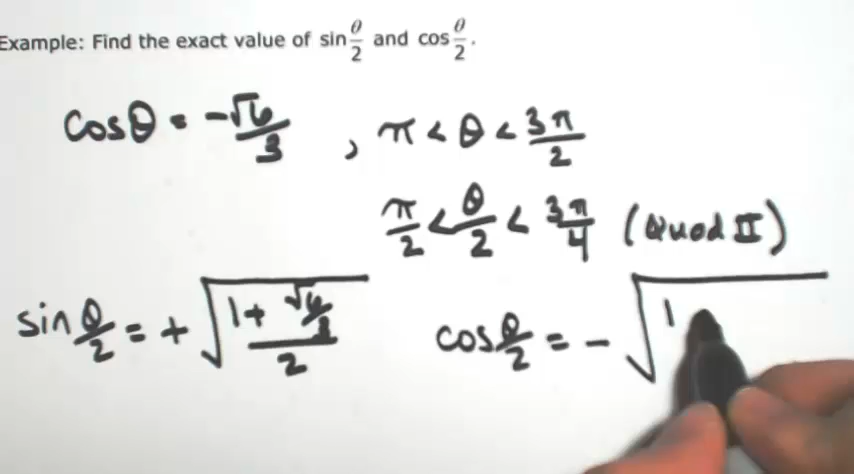 Example: Find the exact value of sin θ/2 and cos θ/2.
cosθ = -√6/3 , π < θ < 3π/2
π/2 < θ/2 < 3π/4 (Quad II)
sin θ/2 = + √((1 + √6/3)/2) cos θ/2 = - √(1